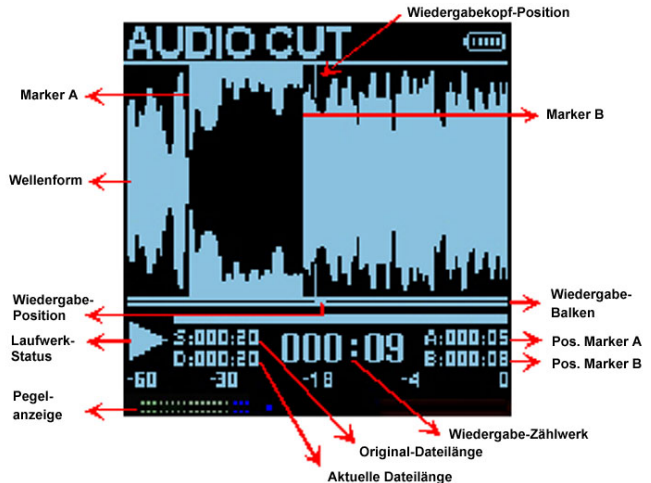 Wiedergabekopf-Position
AUDIO CUT
Marker A
Marker B
Wellenform
Wiedergabe-
Position
Wiedergabe-
Balken
Laufwerk-
Status
S:000:20
D:000:20
000:09
A:000:05
B:000:08
Pos. Marker A
Pos. Marker B
-60 -30 -18 -4 0
Pegel-
anzeige
Wiedergabe-Zählwerk
Original-Dateilänge
Aktuelle Dateilänge